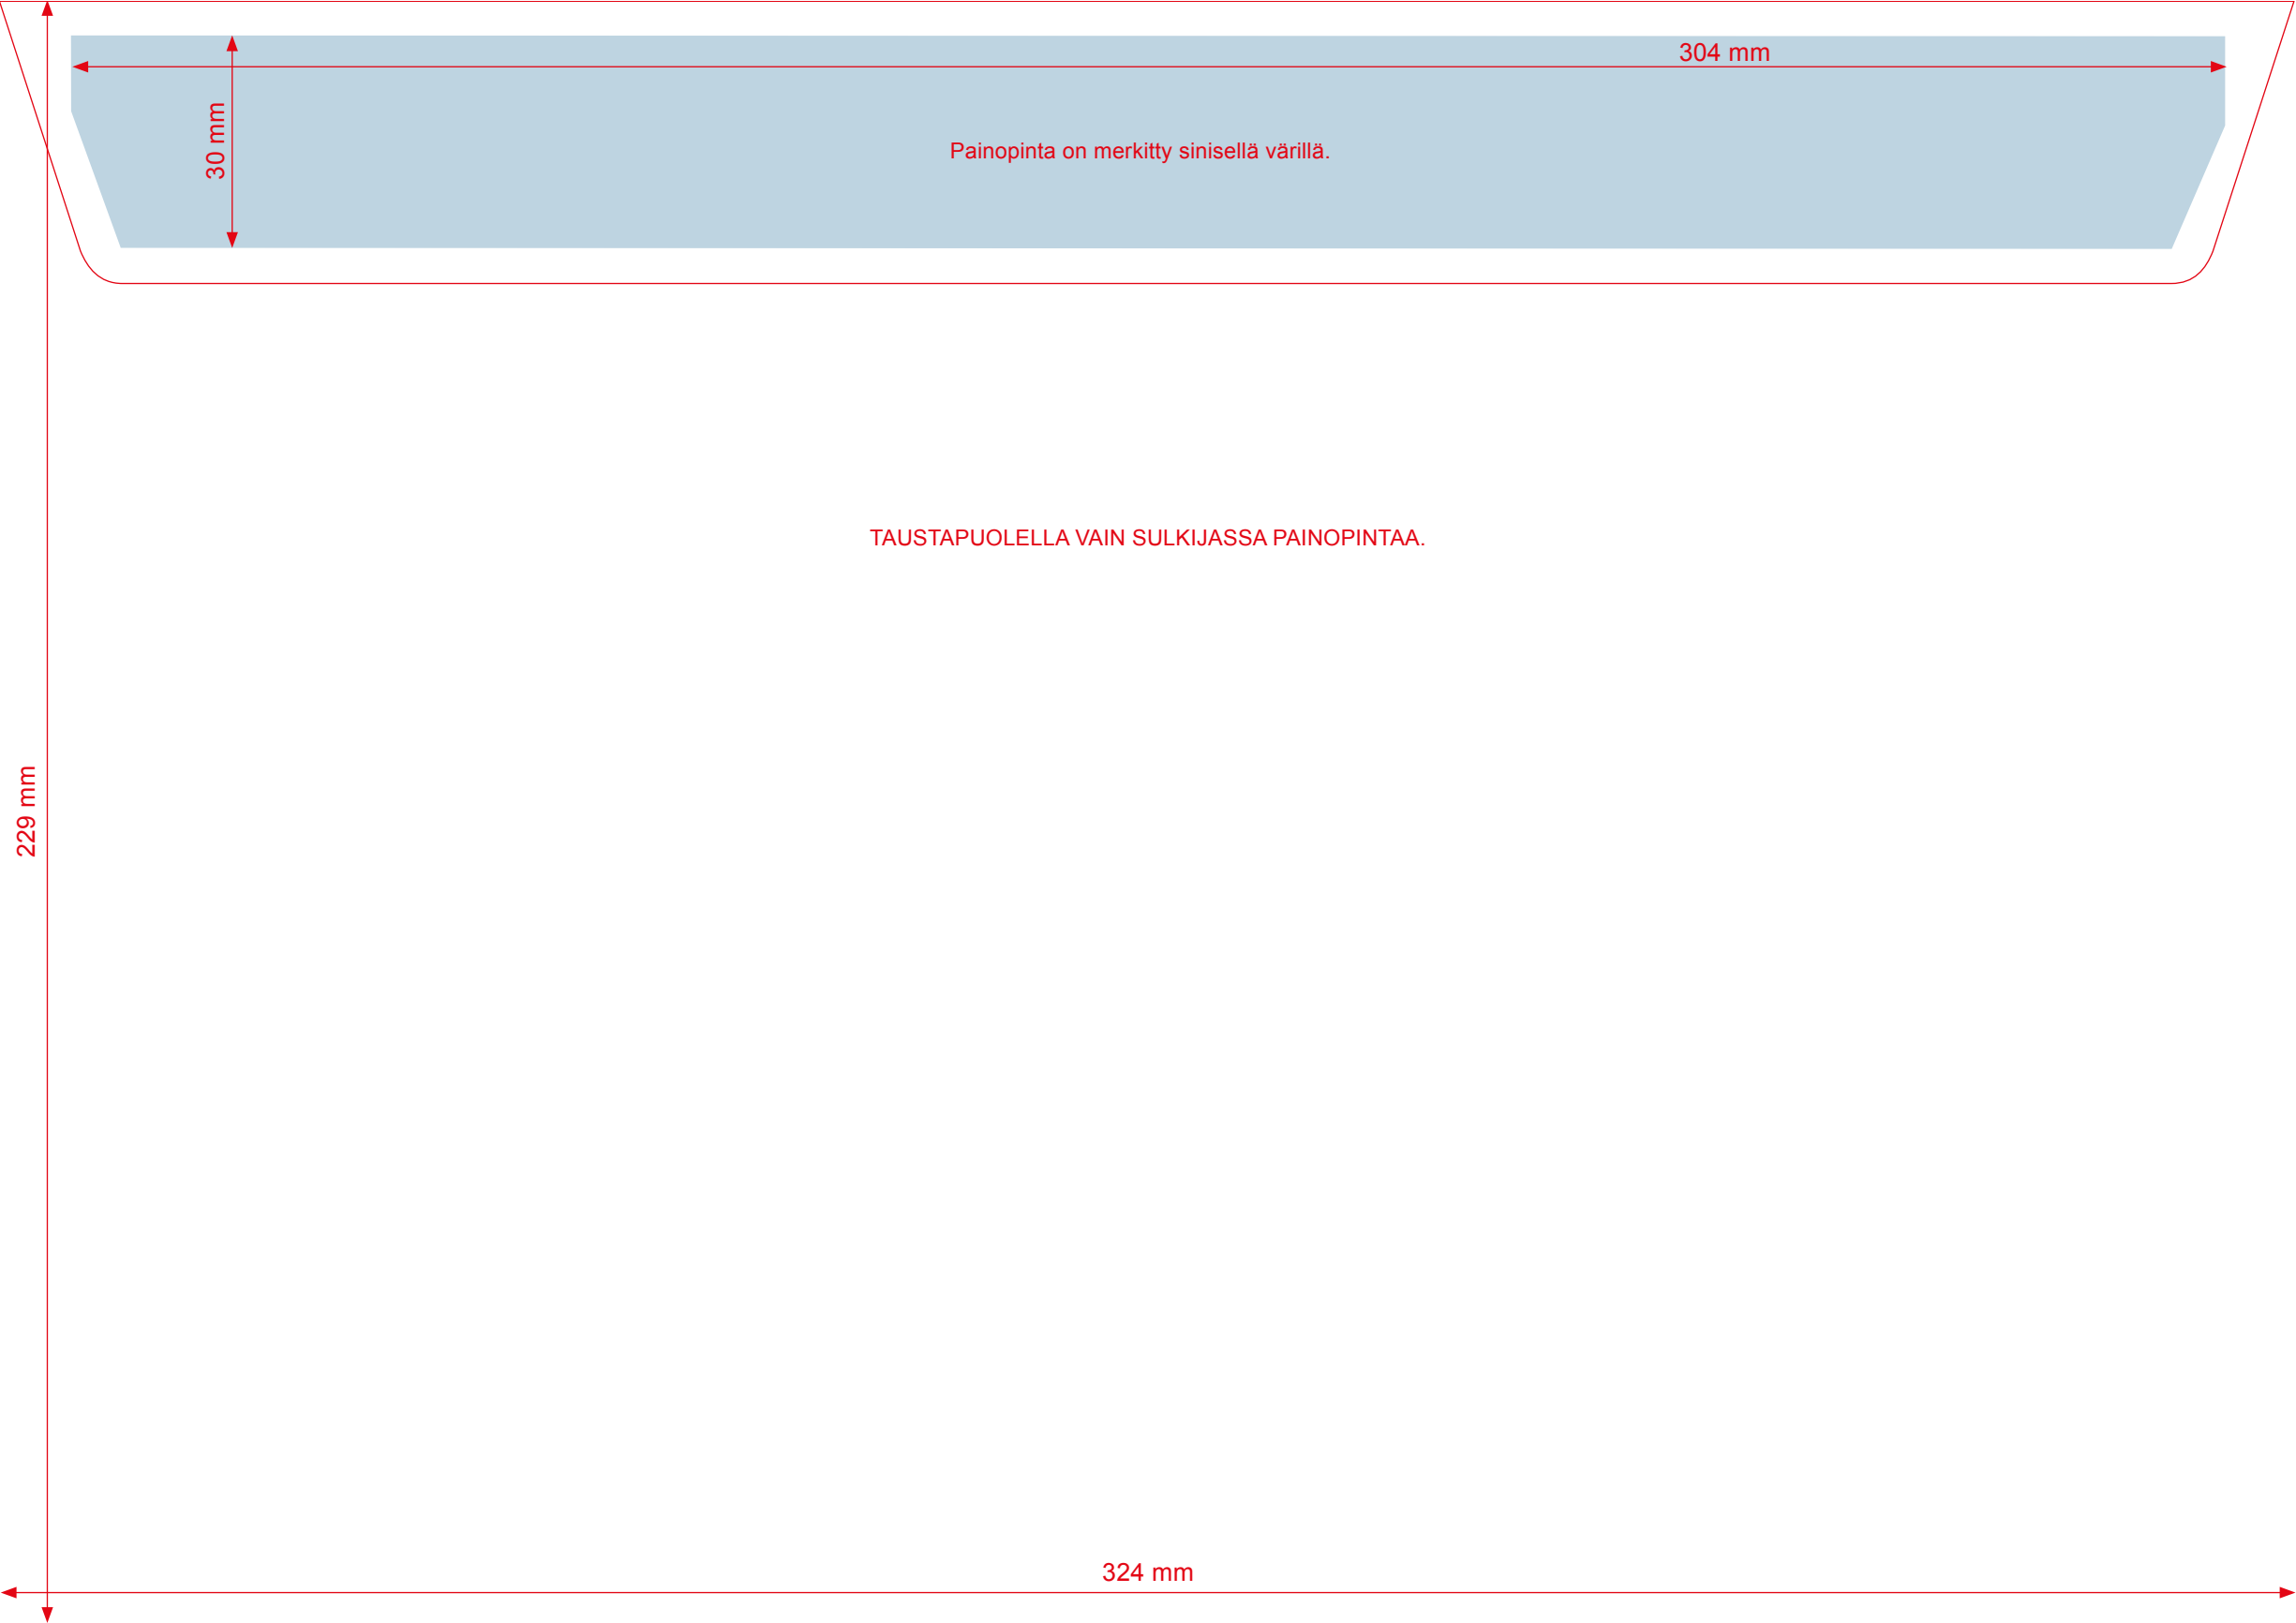 304 mm
30 mm
Painopinta on merkitty sinisellä värillä.
TAUSTAPUOLELLA VAIN SULKIJASSA PAINOPINTAA.
229 mm
324 mm